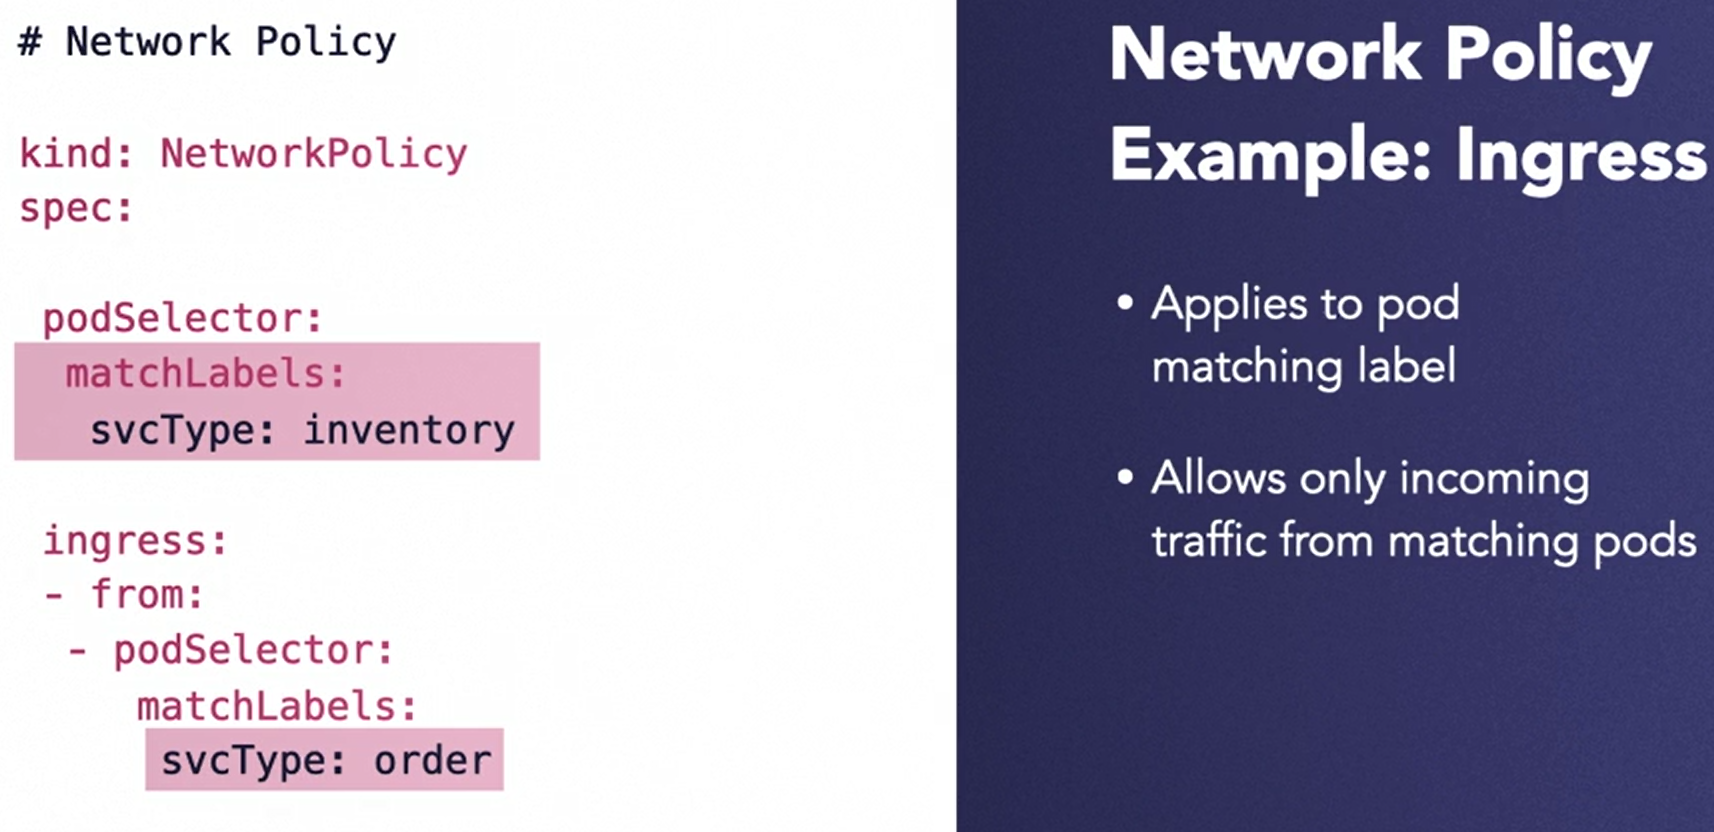 # Network Policy
kind: NetworkPolicy
spec:
podSelector:
matchLabels:
svcType: inventory
ingress:
- from:
- podSelector:
matchLabels:
svcType: order
Network Policy
Example: Ingress
• Applies to pod
matching label
• Allows only incoming
traffic from matching pods